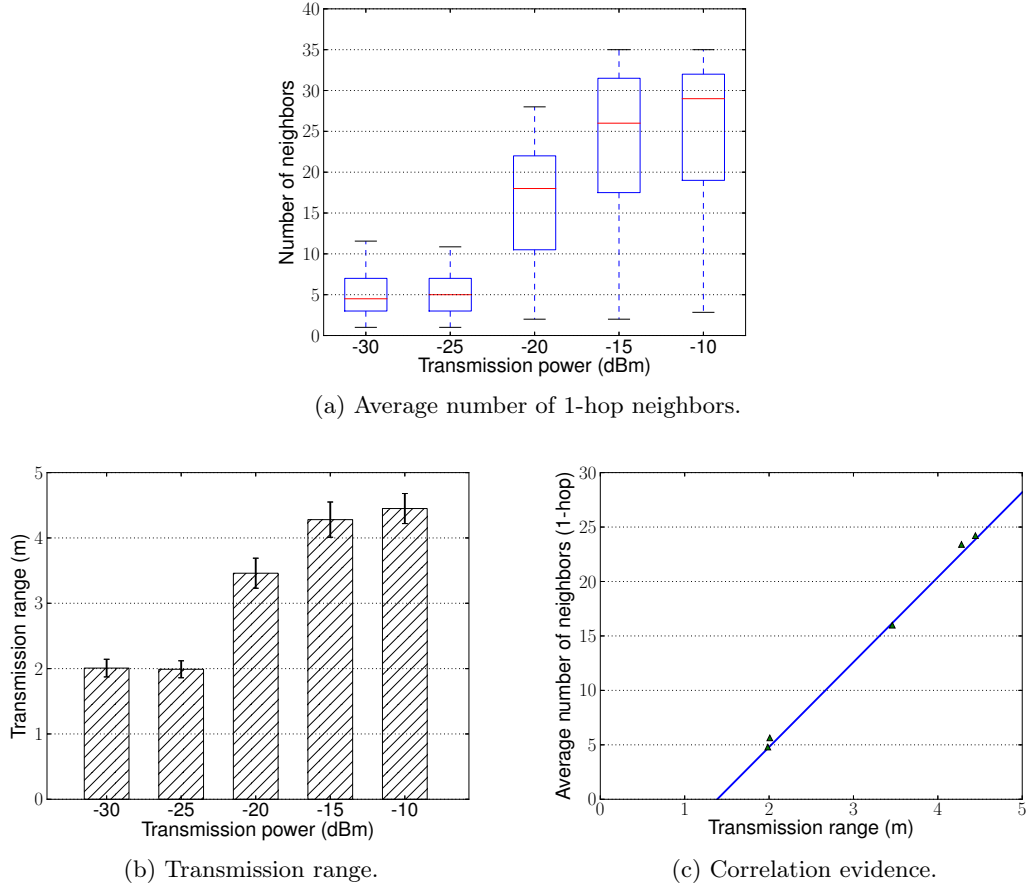 40
35
30
25
20
15
10
5
0
Number of neighbors
-30 -25 -20 -15 -10
Transmission power (dBm)
(a) Average number of 1-hop neighbors.
5
4
3
2
1
0
Transmission range (m)
-30 -25 -20 -15 -10
Transmission power (dBm)
(b) Transmission range.
30
25
20
15
10
5
0
Average number of neighbors (1-hop)
0 1 2 3 4 5
Transmission range (m)
(c) Correlation evidence.